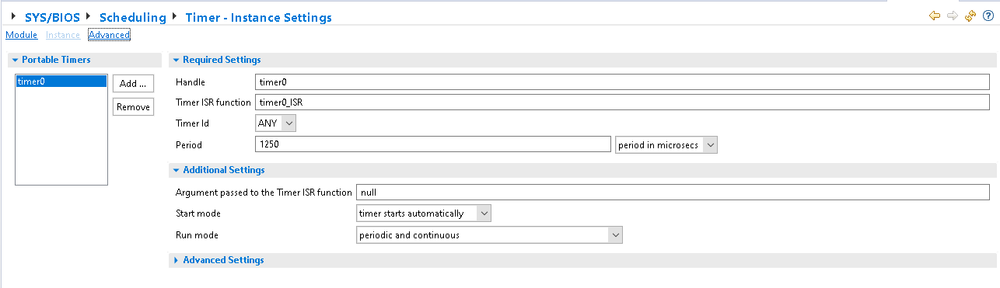 SYS/BIOS Scheduling Timer - Instance Settings
Module Instance Advanced
Portable Timers
timer0
Add ...
Remove
Required Settings
Handle timer0
Timer ISR function timer0_ISR
Timer Id ANY
Period 1250 period in microsecs
Additional Settings
Argument passed to the Timer ISR function null
Start mode timer starts automatically
Run mode periodic and continuous
Advanced Settings